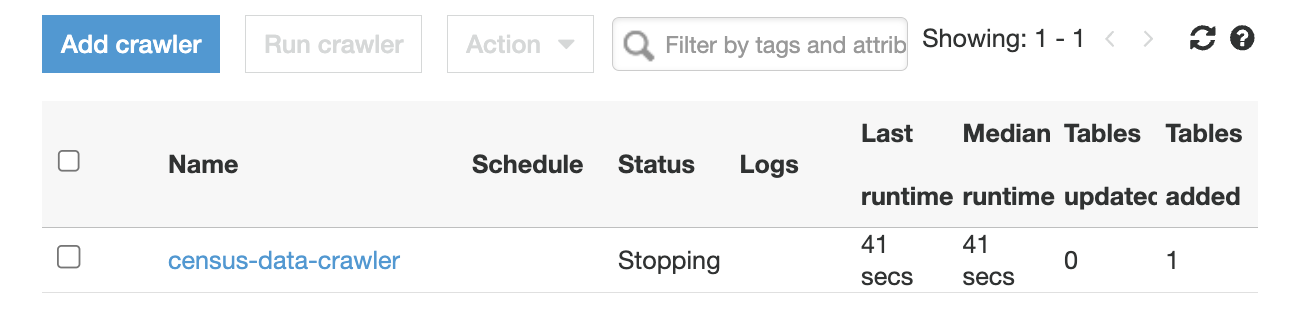 Add crawler Run crawler Action Filter by tags and attrib Showing: 1 - 1
Name Schedule Status Logs Last runtime Median runtime Tables updated Tables added
census-data-crawler Stopping 41 secs 41 secs 0 1